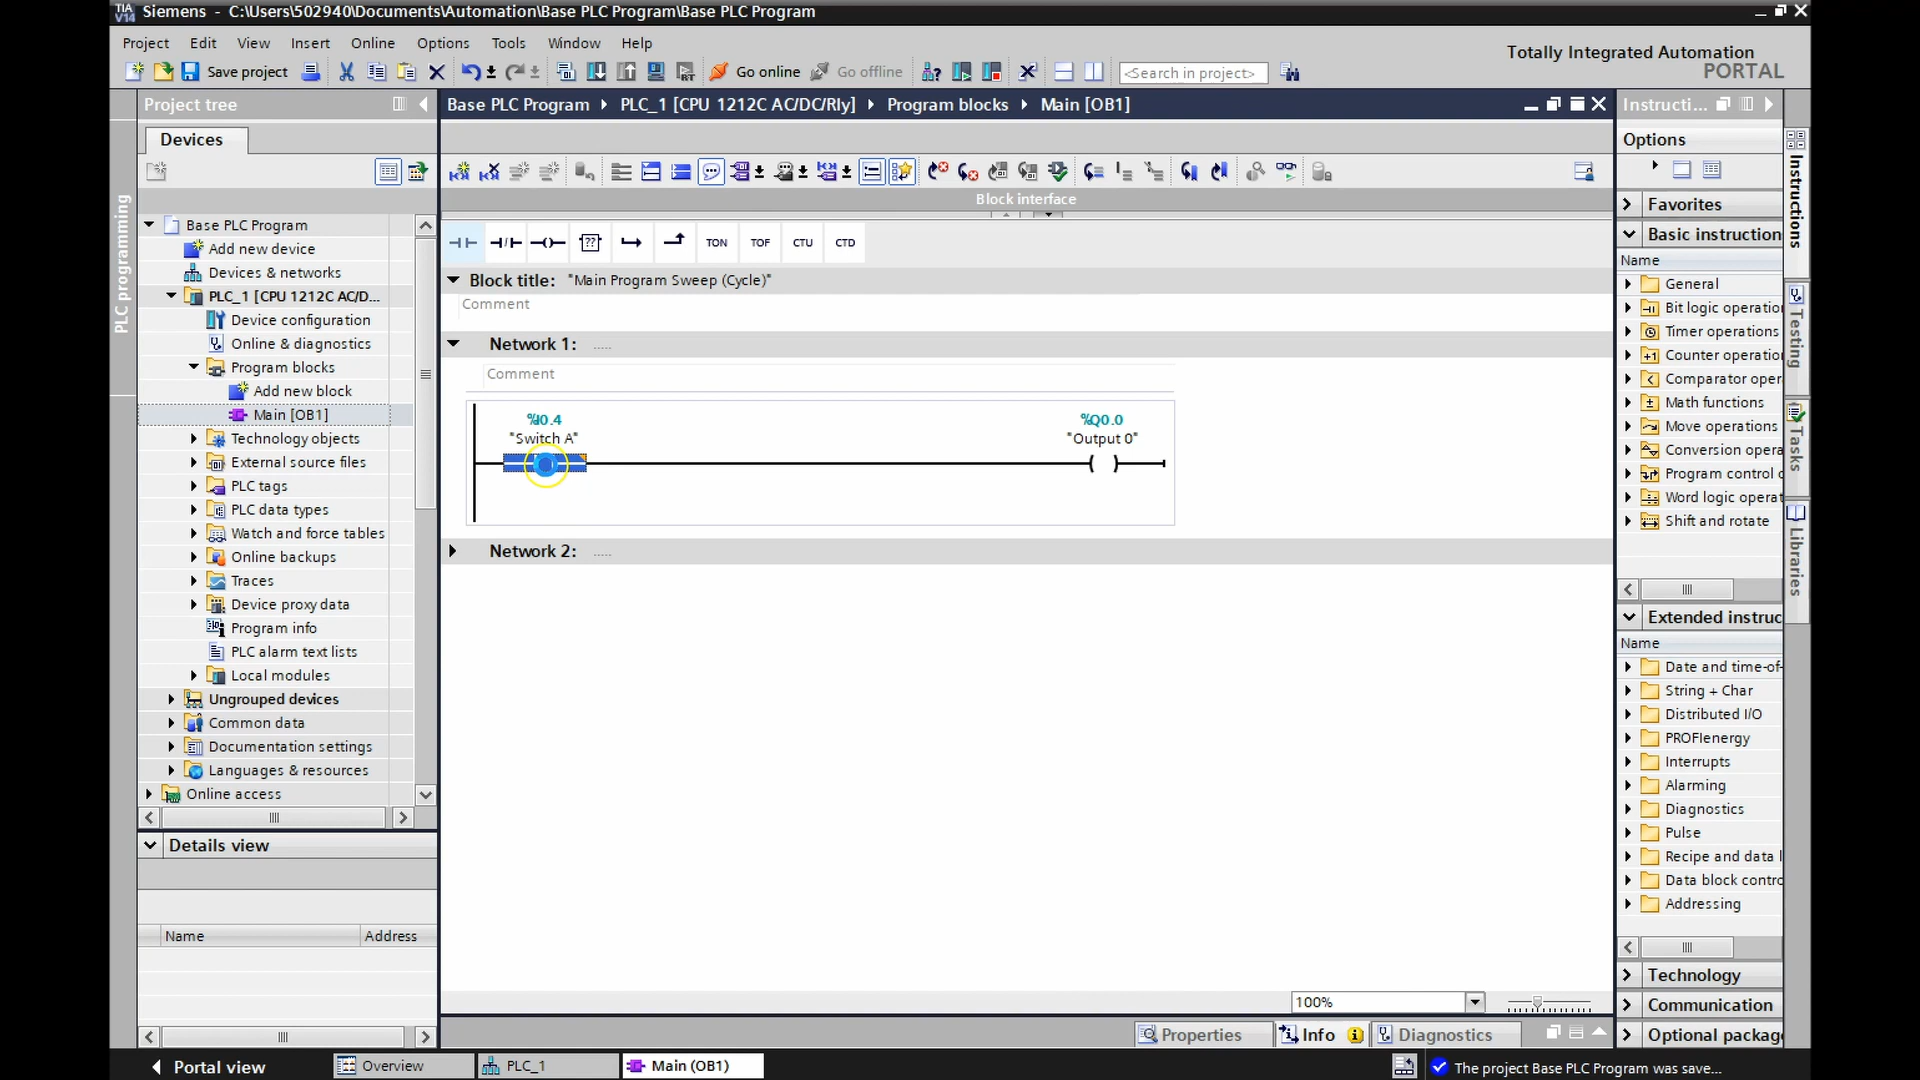 TIA V14 Siemens - C:\Users\502940\Documents\Automation\Base PLC Program\Base PLC Program
Project Edit View Insert Online Options Tools Window Help
Totally Integrated Automation
PORTAL
Save project
Go online
Go offline
<Search in project>
Project tree
Base PLC Program PLC_1 [CPU 1212C AC/DC/Rly] Program blocks Main [OB1]
Instructi...
Devices
Options
PLC programming
Block interface
TON TOF CTU CTD
Base PLC Program
Add new device
Devices & networks
PLC_1 [CPU 1212C AC/D...
Device configuration
Online & diagnostics
Program blocks
Add new block
Main [OB1]
Technology objects
External source files
PLC tags
PLC data types
Watch and force tables
Online backups
Traces
Device proxy data
Program info
PLC alarm text lists
Local modules
Ungrouped devices
Common data
Documentation settings
Languages & resources
Online access
Details view
Name Address
Block title: "Main Program Sweep (Cycle)"
Comment
Network 1: .....
Comment
%I0.4
"Switch A"
%Q0.0
"Output 0"
Network 2: .....
100%
Properties Info Diagnostics
Favorites
Basic instruction
Name
General
Bit logic operatio
Timer operations
Counter operatio
Comparator oper
Math functions
Move operations
Conversion opera
Program control o
Word logic operat
Shift and rotate
Extended instruc
Name
Date and time-of-
String + Char
Distributed I/O
PROFIenergy
Interrupts
Alarming
Diagnostics
Pulse
Recipe and data l
Data block contro
Addressing
Technology
Communication
Optional package
Instructions
Testing
Tasks
Libraries
Portal view Overview PLC_1 Main (OB1) The project Base PLC Program was save...